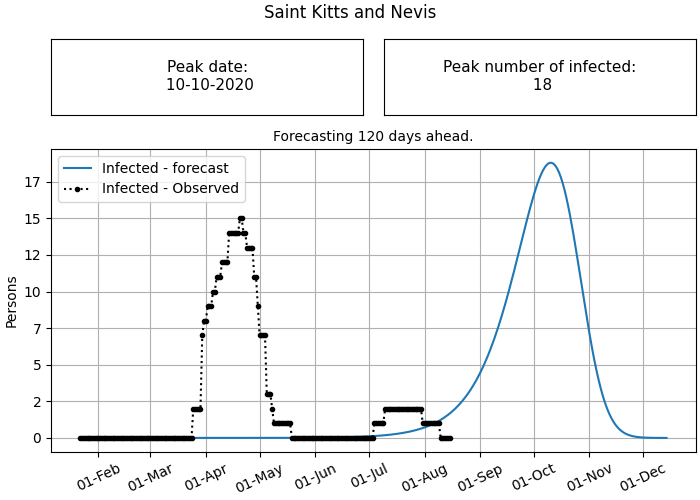 Saint Kitts and Nevis
Peak date:
10-10-2020
Peak number of infected:
18
Forecasting 120 days ahead.
Infected - forecast
Infected - Observed
Persons
17
15
12
10
7
5
2
0
01-Feb
01-Mar
01-Apr
01-May
01-Jun
01-Jul
01-Aug
01-Sep
01-Oct
01-Nov
01-Dec